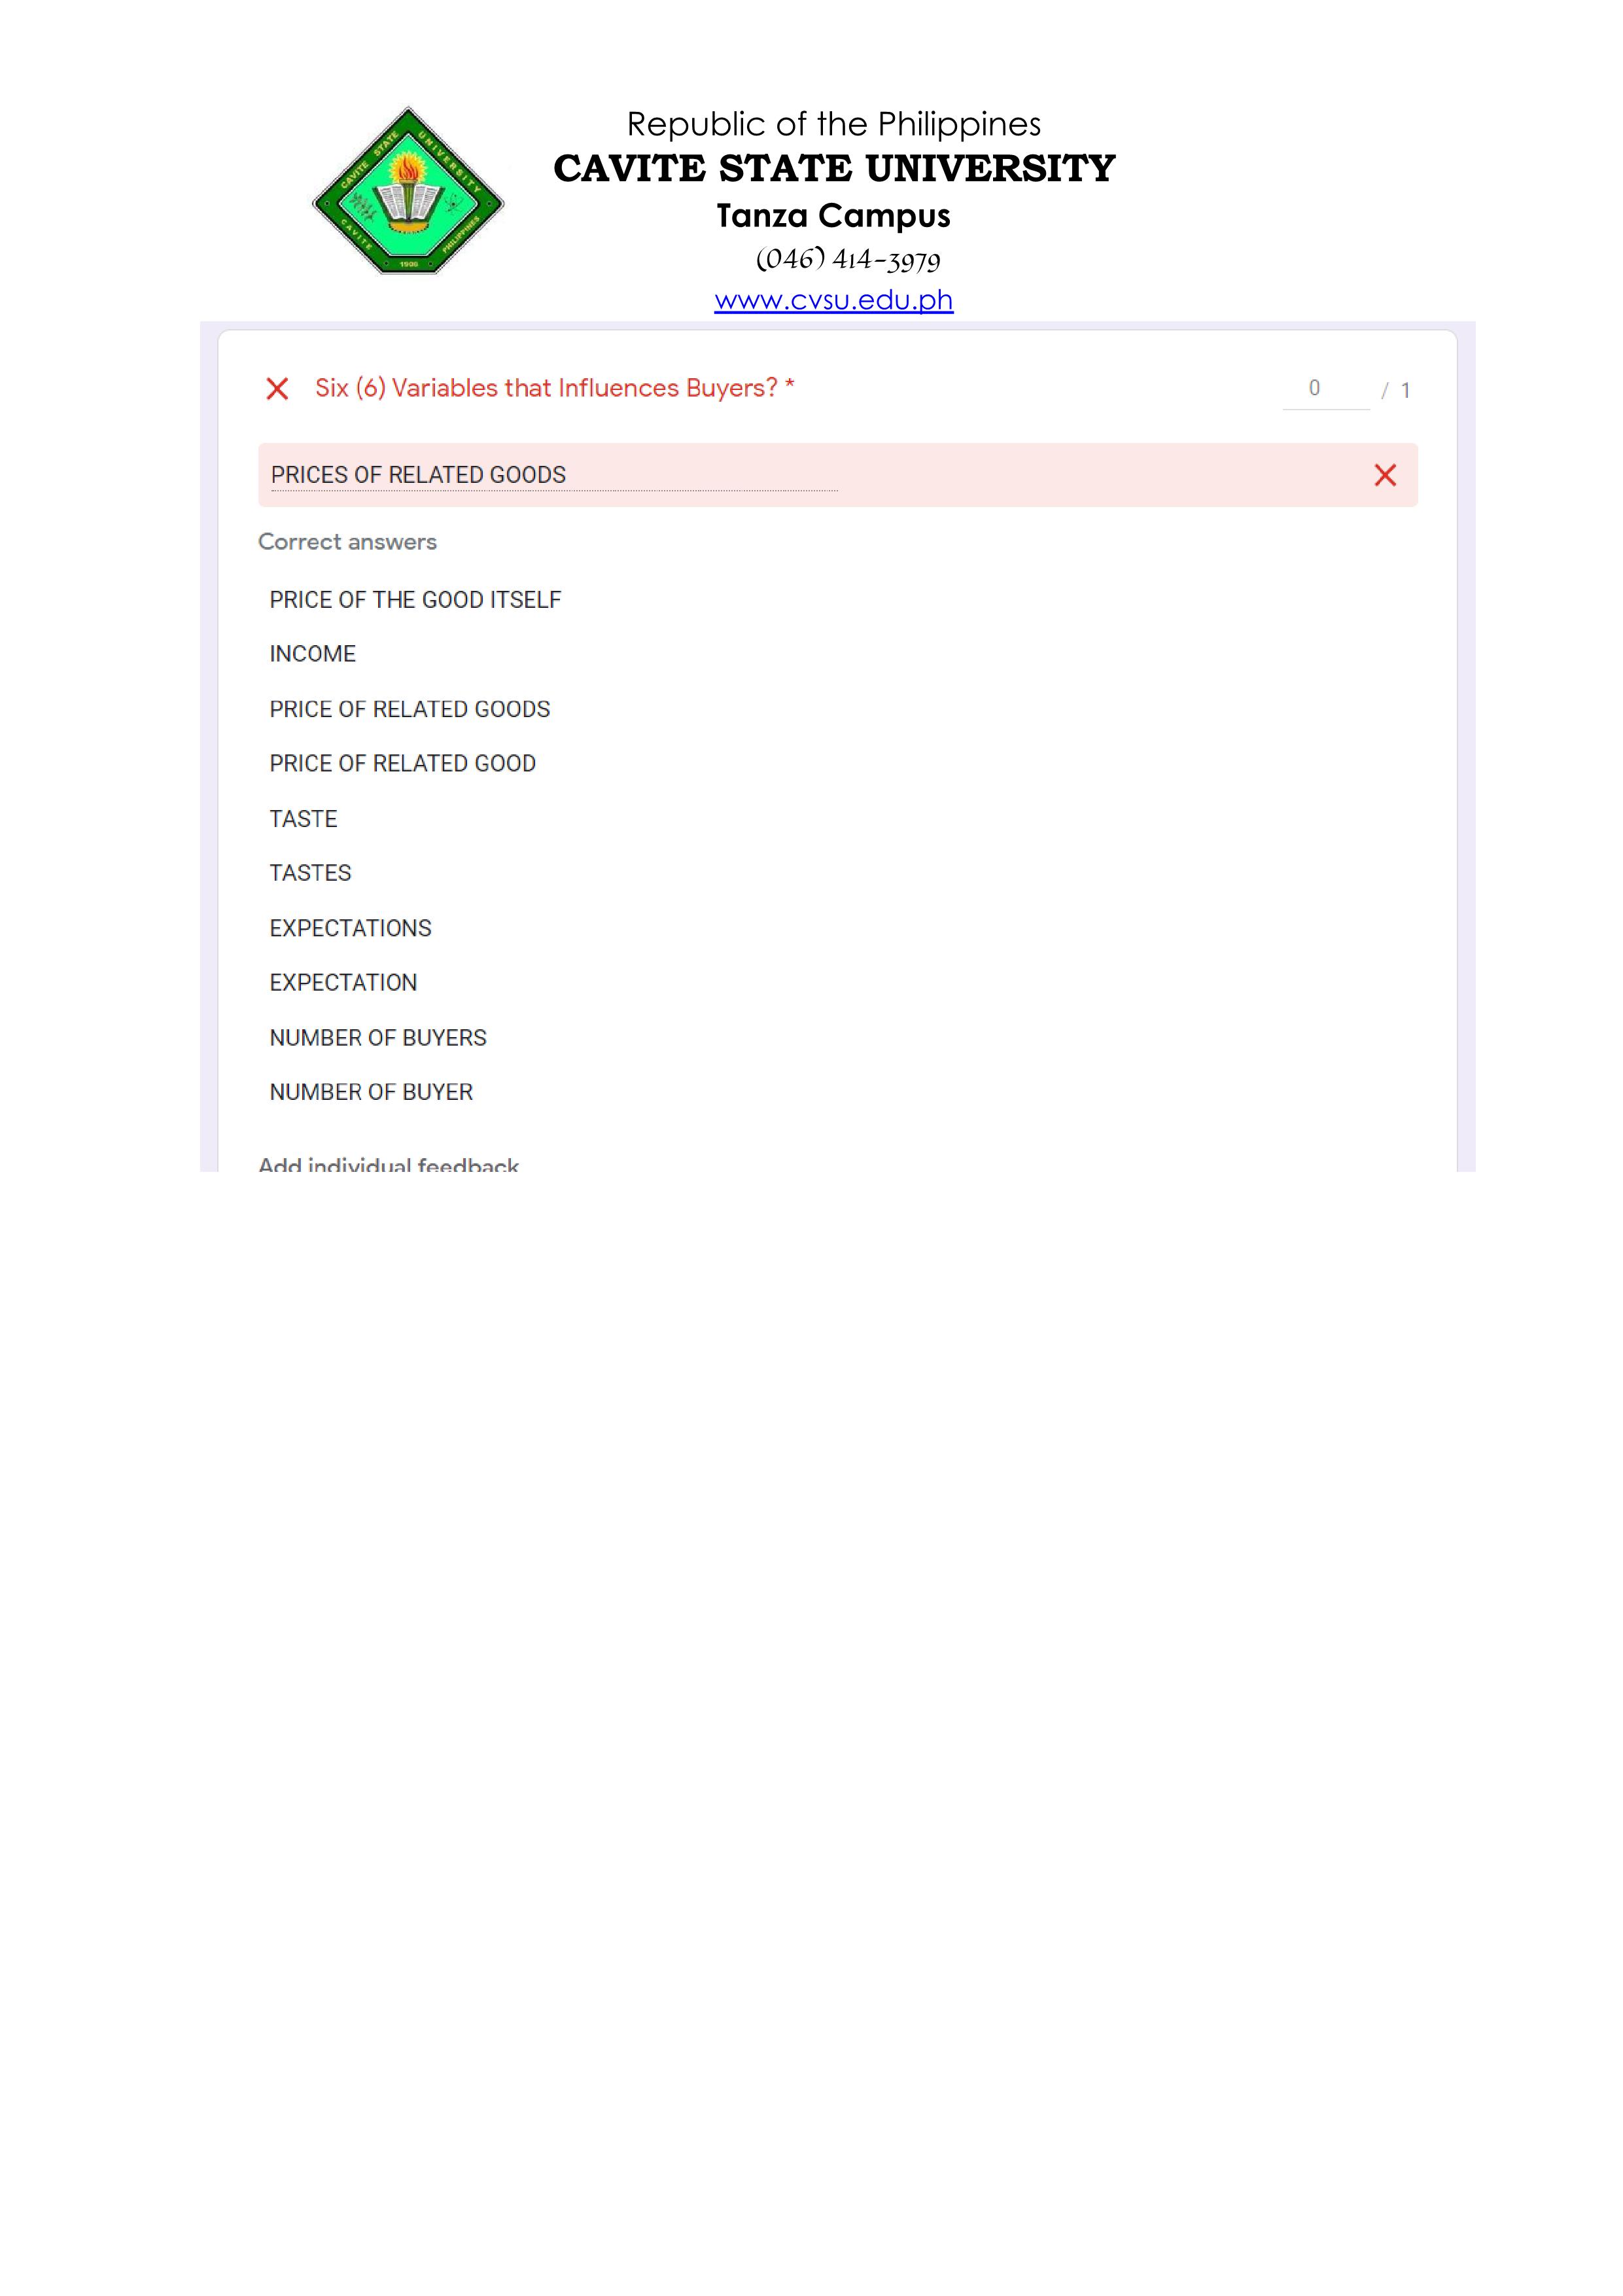 Republic of the Philippines
CAVITE STATE UNIVERSITY
Tanza Campus
(046) 414-3979
www.cvsu.edu.ph
CAVITE STATE UNIVERSITY
CAVITE PHILIPPINES
1906
Six (6) Variables that Influences Buyers? *
0 / 1
PRICES OF RELATED GOODS
Correct answers
PRICE OF THE GOOD ITSELF
INCOME
PRICE OF RELATED GOODS
PRICE OF RELATED GOOD
TASTE
TASTES
EXPECTATIONS
EXPECTATION
NUMBER OF BUYERS
NUMBER OF BUYER
Add individual feedback